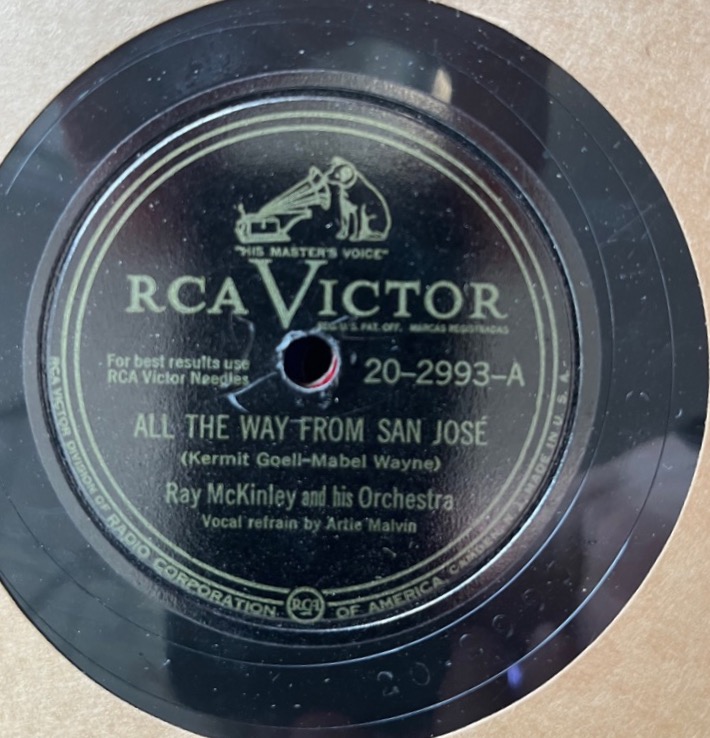 "HIS MASTER'S VOICE"
RCA VICTOR
REG. U.S. PAT. OFF. MARCAS REGISTRADAS
For best results use
RCA Victor Needles
20-2993-A
ALL THE WAY FROM SAN JOSÉ
(Kermit Goell-Mabel Wayne)
Ray McKinley and his Orchestra
Vocal refrain by Artie Malvin
RCA VICTOR DIVISION OF RADIO CORPORATION RCA OF AMERICA, CAMDEN, N.J. MADE IN U.S.A.